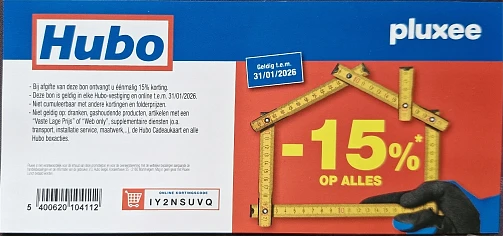 Hubo
- Bij afgifte van deze bon ontvangt u éénmalig 15% korting.
- Deze bon is geldig in elke Hubo-vestiging en online t.e.m. 31/01/2026.
- Niet cumuleerbaar met andere kortingen en folderprijzen.
- Niet geldig op: dranken, gashoudende producten, artikelen met een
"Vaste Lage Prijs" of "Web only", supplementaire diensten (o.a.
transport, installatie service, maatwerk...), de Hubo Cadeaukaart en alle
Hubo boxacties.
5 400620 104112
ONLINE KORTINGSCODE
IY2NSUVQ
pluxee
Geldig t.e.m.
31/01/2026
-15%*
OP ALLES